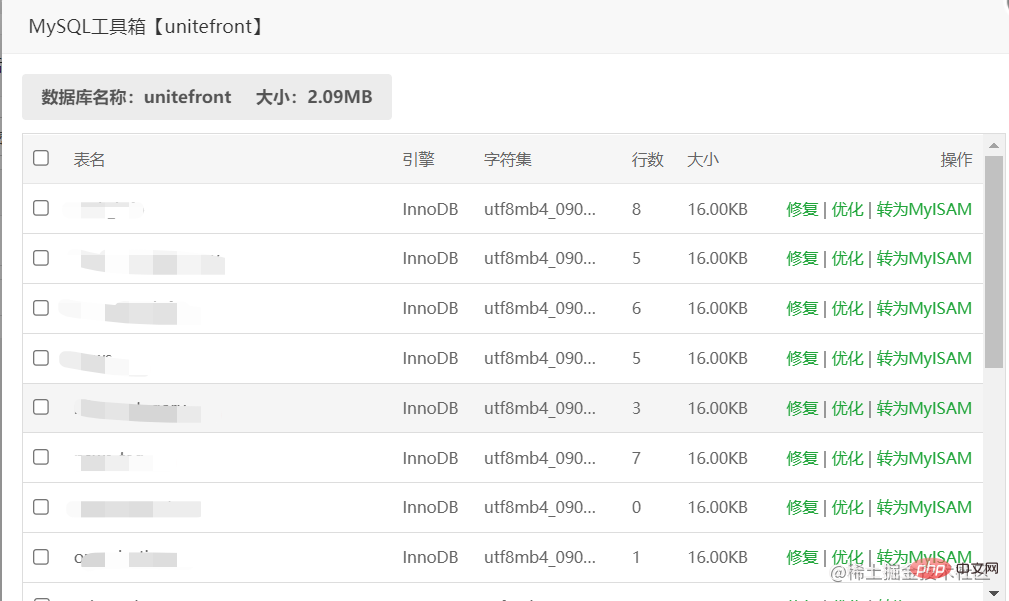 MySQL工具箱【unitefront】
数据库名称：unitefront 大小：2.09MB
表名 引擎 字符集 行数 大小 操作
InnoDB utf8mb4_090... 8 16.00KB 修复 | 优化 | 转为MyISAM
InnoDB utf8mb4_090... 5 16.00KB 修复 | 优化 | 转为MyISAM
InnoDB utf8mb4_090... 6 16.00KB 修复 | 优化 | 转为MyISAM
InnoDB utf8mb4_090... 5 16.00KB 修复 | 优化 | 转为MyISAM
InnoDB utf8mb4_090... 3 16.00KB 修复 | 优化 | 转为MyISAM
InnoDB utf8mb4_090... 7 16.00KB 修复 | 优化 | 转为MyISAM
InnoDB utf8mb4_090... 0 16.00KB 修复 | 优化 | 转为MyISAM
InnoDB utf8mb4_090... 1 16.00KB 修复 | 优化 | 转为MyISAM
@稀土掘金技术社区
php 中文网